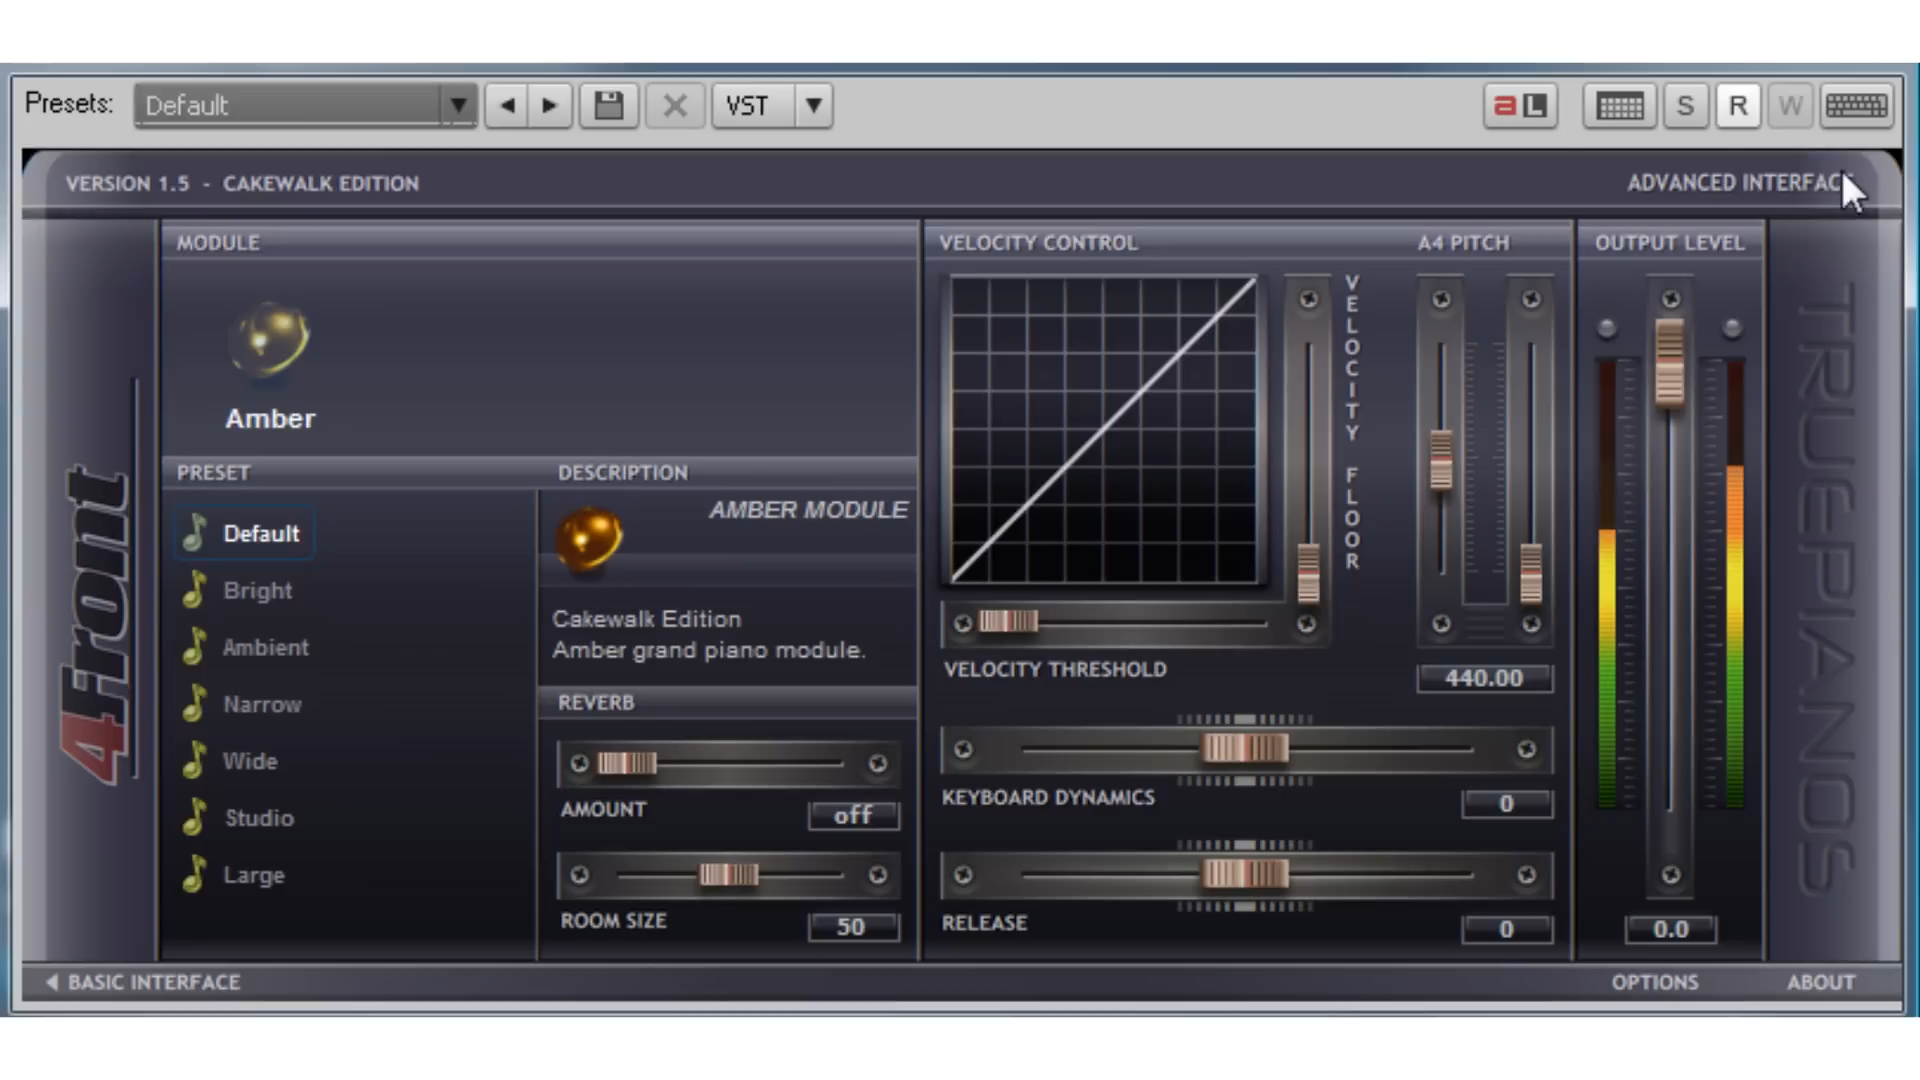 Presets: Default VST a L S R W
VERSION 1.5 - CAKEWALK EDITION
ADVANCED INTERFAC
MODULE
Amber
PRESET
Default
Bright
Ambient
Narrow
Wide
Studio
Large
DESCRIPTION
AMBER MODULE
Cakewalk Edition
Amber grand piano module.
REVERB
AMOUNT off
ROOM SIZE 50
VELOCITY CONTROL
VELOCITY FLOOR
VELOCITY THRESHOLD
A4 PITCH
440.00
KEYBOARD DYNAMICS 0
RELEASE 0
OUTPUT LEVEL
0.0
4Front
TRUEPIANOS
BASIC INTERFACE
OPTIONS
ABOUT